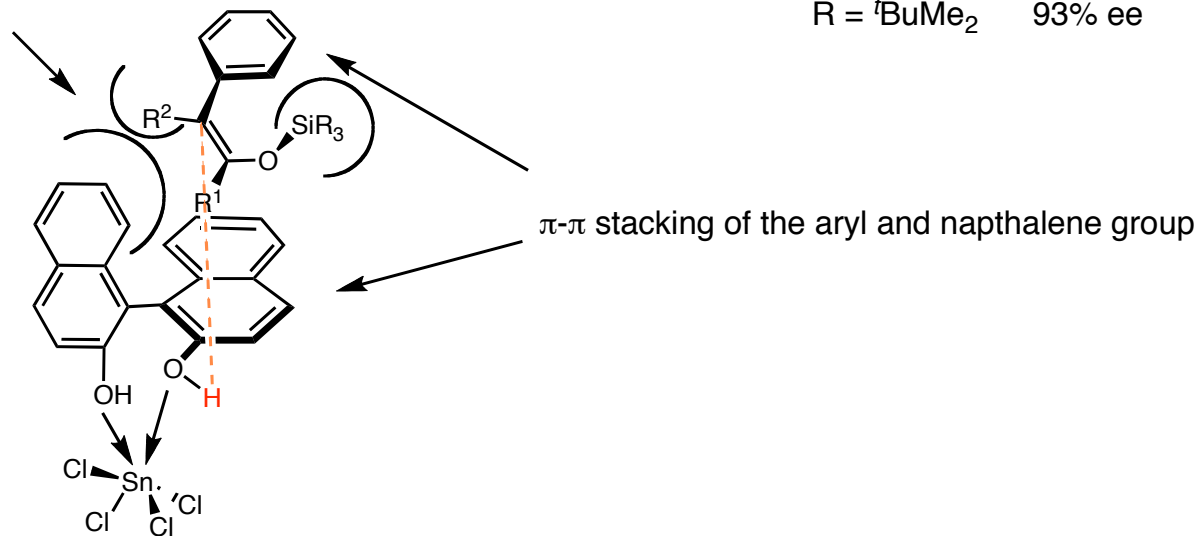 R = ᵗBuMe₂ 93% ee
R²
SiR₃
O
R¹
π-π stacking of the aryl and napthalene group
O
OH
H
Cl
Sn
Cl
Cl
Cl